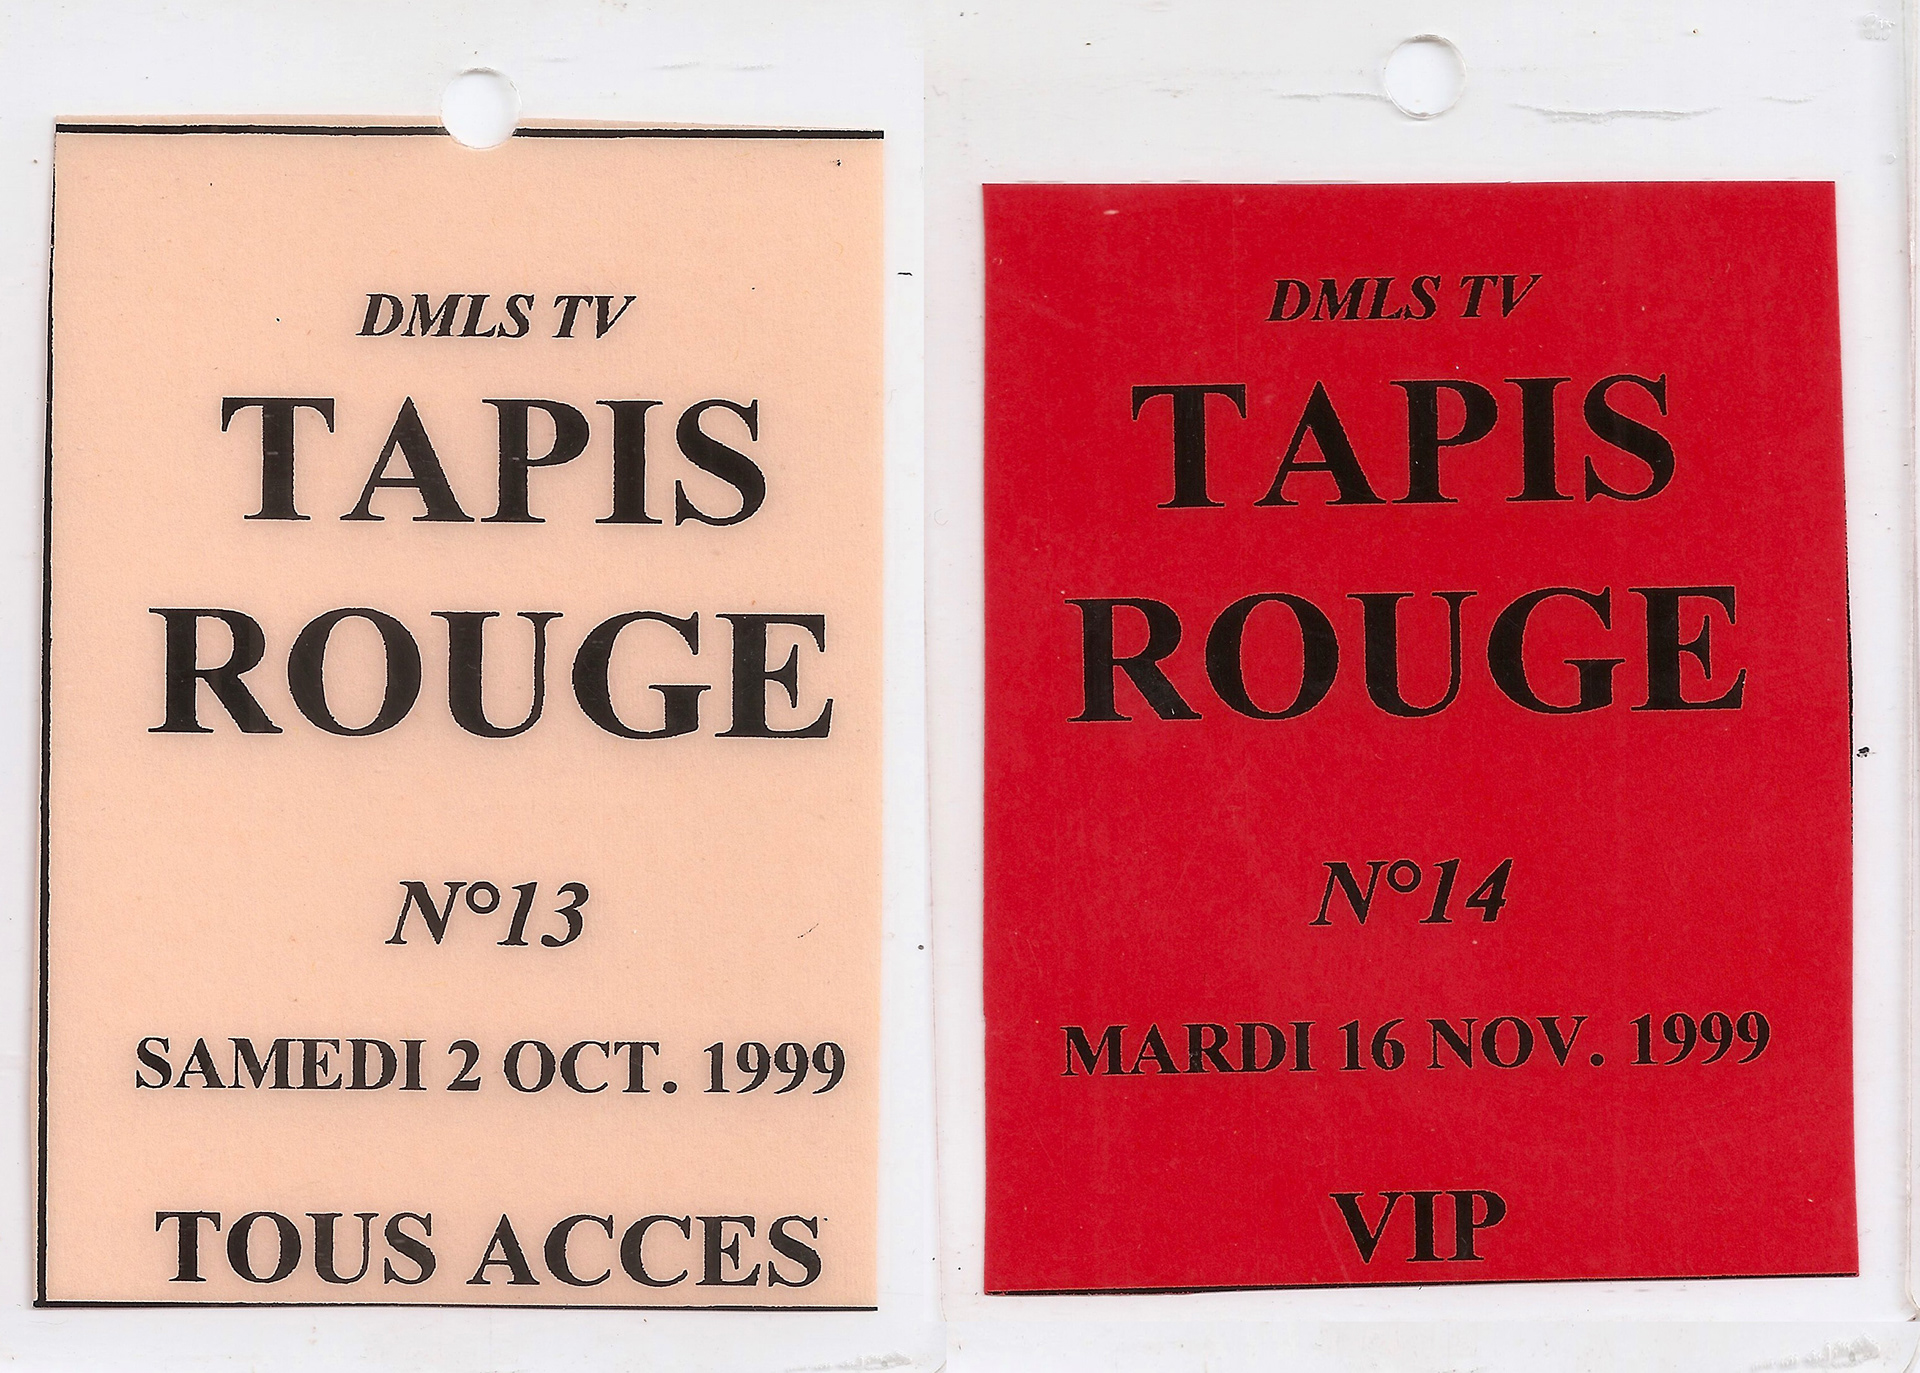 DMLS TV
TAPIS
ROUGE
N°13
SAMEDI 2 OCT. 1999
TOUS ACCES
DMLS TV
TAPIS
ROUGE
N°14
MARDI 16 NOV. 1999
VIP